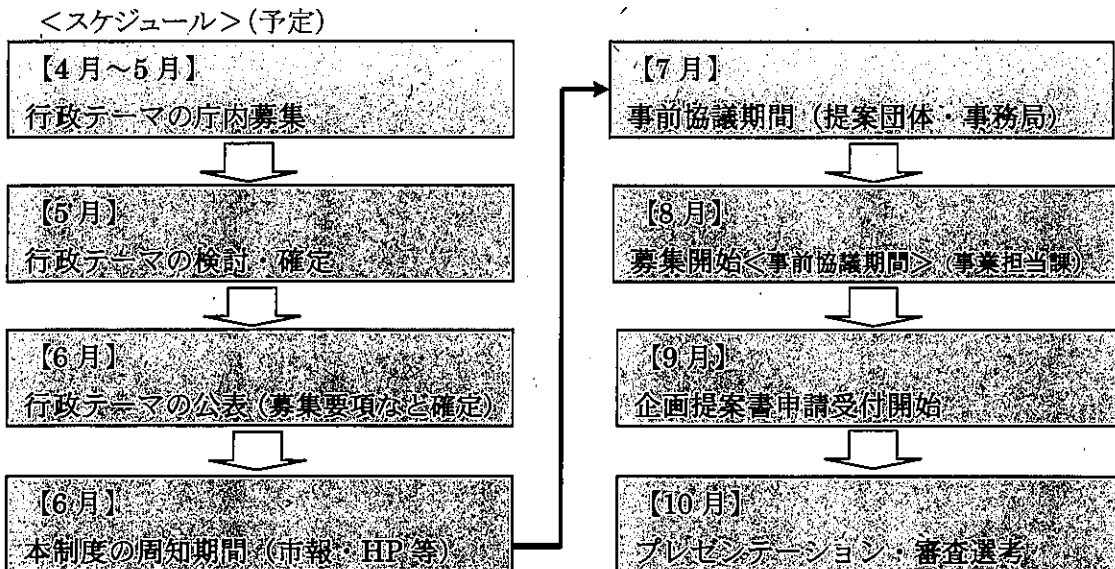 ＜スケジュール＞(予定)
【4月～5月】
行政テーマの庁内募集
【5月】
行政テーマの検討・確定
【6月】
行政テーマの公表（募集要項など確定）
【6月】
本制度の周知期間（市報・HP等）
【7月】
事前協議期間（提案団体・事務局）
【8月】
募集開始＜事前協議期間＞（事業担当課）
【9月】
企画提案書申請受付開始
【10月】
プレゼンテーション・審査選考